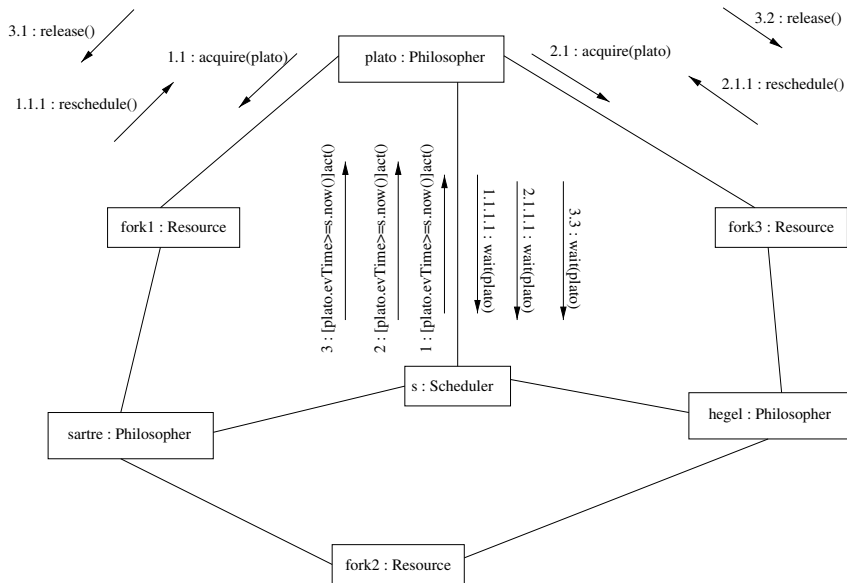 3.1 : release()
3.2 : release()
1.1 : acquire(plato)
plato : Philosopher
2.1 : acquire(plato)
1.1.1 : reschedule()
2.1.1 : reschedule()
3 : [plato.evTime>=s.now()]act()
2 : [plato.evTime>=s.now()]act()
1 : [plato.evTime>=s.now()]act()
1.1.1.1 : wait(plato)
2.1.1.1 : wait(plato)
3.3 : wait(plato)
fork1 : Resource
fork3 : Resource
s : Scheduler
sartre : Philosopher
hegel : Philosopher
fork2 : Resource